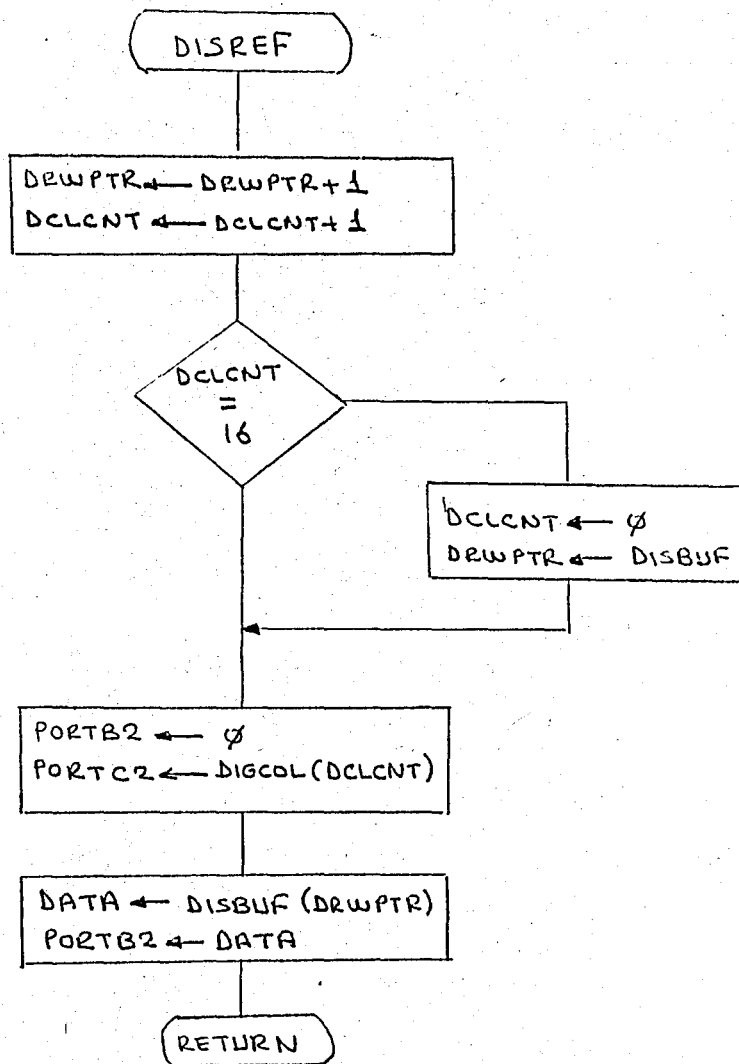 DISREF
DRWPTR ← DRWPTR+1
DCLCNT ← DCLCNT+1
DCLCNT
=
16
DCLCNT ← Ø
DRWPTR ← DISBUF
PORTB2 ← Ø
PORTC2 ← DIGCOL(DCLCNT)
DATA ← DISBUF (DRWPTR)
PORTB2 ← DATA
RETURN